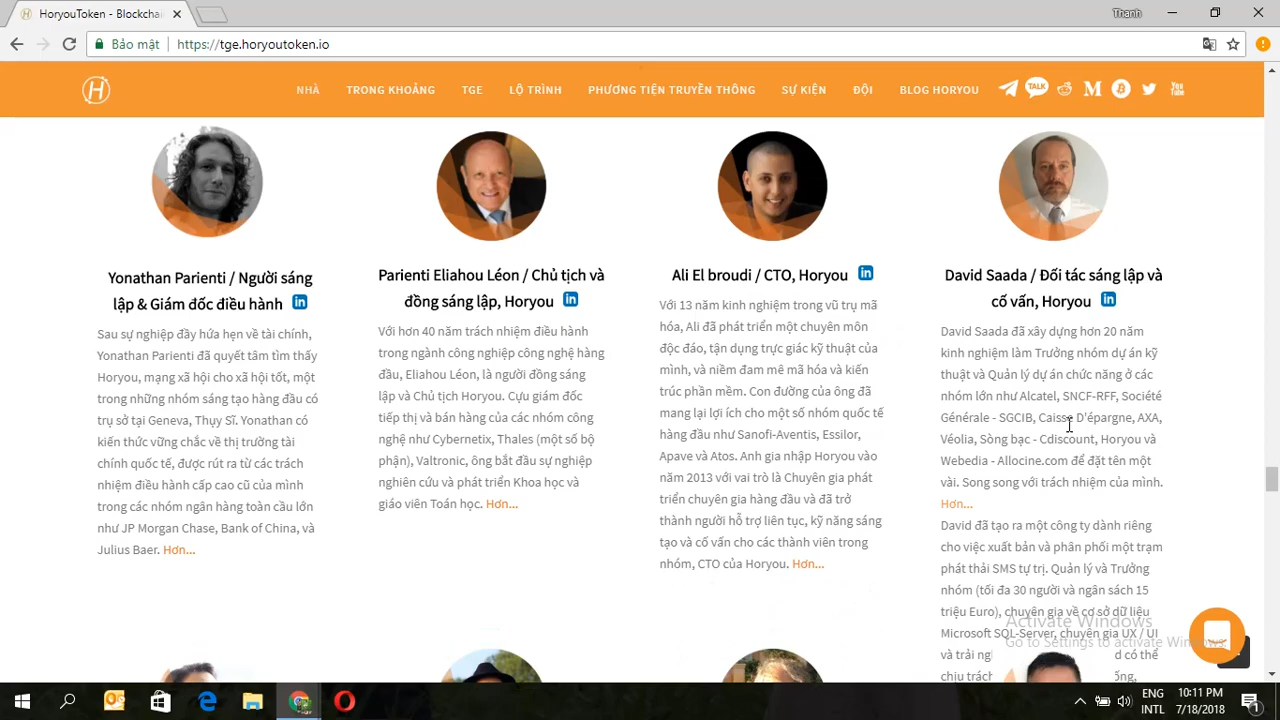 HoryouToken - Blockchain
Thanh
Bảo mật
https://tge.horyoutoken.io
H
NHÀ
TRONG KHOẢNG
TGE
LỘ TRÌNH
PHƯƠNG TIỆN TRUYỀN THÔNG
SỰ KIỆN
ĐỘI
BLOG HORYOU
TALK
You
Tube
Yonathan Parienti / Người sáng
lập & Giám đốc điều hành
Sau sự nghiệp đầy hứa hẹn về tài chính,
Yonathan Parienti đã quyết tâm tìm thấy
Horyou, mạng xã hội cho xã hội tốt, một
trong những nhóm sáng tạo hàng đầu có
trụ sở tại Geneva, Thụy Sĩ. Yonathan có
kiến thức vững chắc về thị trường tài
chính quốc tế, được rút ra từ các trách
nhiệm điều hành cấp cao cũ của mình
trong các nhóm ngân hàng toàn cầu lớn
như JP Morgan Chase, Bank of China, và
Julius Baer. Hơn...
Parienti Eliahou Léon / Chủ tịch và
đồng sáng lập, Horyou
Với hơn 40 năm trách nhiệm điều hành
trong ngành công nghiệp công nghệ hàng
đầu, Eliahou Léon, là người đồng sáng
lập và Chủ tịch Horyou. Cựu giám đốc
tiếp thị và bán hàng của các nhóm công
nghệ như Cybernetix, Thales (một số bộ
phận), Valtronic, ông bắt đầu sự nghiệp
nghiên cứu và phát triển Khoa học và
giáo viên Toán học. Hơn...
Ali El broudi / CTO, Horyou
Với 13 năm kinh nghiệm trong vũ trụ mã
hóa, Ali đã phát triển một chuyên môn
độc đáo, tận dụng trực giác kỹ thuật của
mình, và niềm đam mê mã hóa và kiến
trúc phần mềm. Con đường của ông đã
mang lại lợi ích cho một số nhóm quốc tế
hàng đầu như Sanofi-Aventis, Essilor,
Apave và Atos. Anh gia nhập Horyou vào
năm 2013 với vai trò là Chuyên gia phát
triển chuyên gia hàng đầu và đã trở
thành người hỗ trợ liên tục, kỹ năng sáng
tạo và cố vấn cho các thành viên trong
nhóm, CTO của Horyou. Hơn...
David Saada / Đối tác sáng lập và
cố vấn, Horyou
David Saada đã xây dựng hơn 20 năm
kinh nghiệm làm Trưởng nhóm dự án kỹ
thuật và Quản lý dự án chức năng ở các
nhóm lớn như Alcatel, SNCF-RFF, Société
Générale - SGCIB, Caisse D'épargne, AXA,
Véolia, Sòng bạc - Cdiscount, Horyou và
Webedia - Allocine.com để đặt tên một
vài. Song song với trách nhiệm của mình.
Hơn...
David đã tạo ra một công ty dành riêng
cho việc xuất bản và phân phối một trạm
phát thải SMS tự trị. Quản lý và Trưởng
nhóm (tối đa 30 người và ngân sách 15
triệu Euro), chuyên gia về cơ sở dữ liệu
Microsoft SQL-Server, chuyên gia UX / UI
và trải có thể
chịu trách
Activate Windows
Go to Settings to activate Windows.
ENG
INTL
10:11 PM
7/18/2018